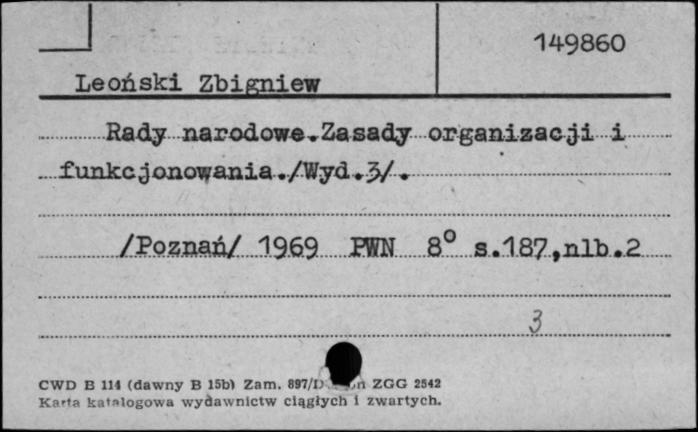 149860
Leoński Zbigniew
Rady narodowe.Zasady organizacji i
funkcjonowania./Wyd.3/.
/Poznań/ 1969 PWN 8° s.187,nlb.2
3
CWD B 114 (dawny B 15b) Zam. 897/D ZGG 2542
Karta katalogowa wydawnictw ciągłych i zwartych.